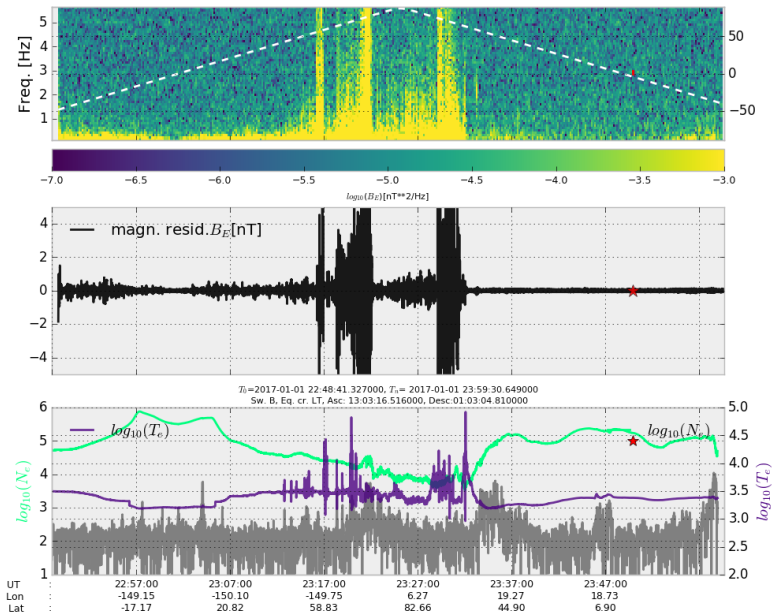 Freq. [Hz]
5
4
3
2
1
50
0
−50
−7.0 −6.5 −6.0 −5.5 −5.0 −4.5 −4.0 −3.5 −3.0
log₁₀(B_E)[nT**2/Hz]
magn. resid.B_E[nT]
4
2
0
−2
−4
T₀=2017-01-01 22:48:41.327000, Tₙ= 2017-01-01 23:59:30.649000
Sw. B, Eq. cr. LT, Asc: 13:03:16.516000, Desc:01:03:04.810000
log₁₀(Nₑ)
6
5
4
3
2
1
log₁₀(Tₑ)
log₁₀(Nₑ)
5.0
4.5
4.0
3.5
3.0
2.5
2.0
log₁₀(Tₑ)
UT : 22:57:00 23:07:00 23:17:00 23:27:00 23:37:00 23:47:00
Lon : -149.15 -150.10 -149.75 6.27 19.27 18.73
Lat : -17.17 20.82 58.83 82.66 44.90 6.90